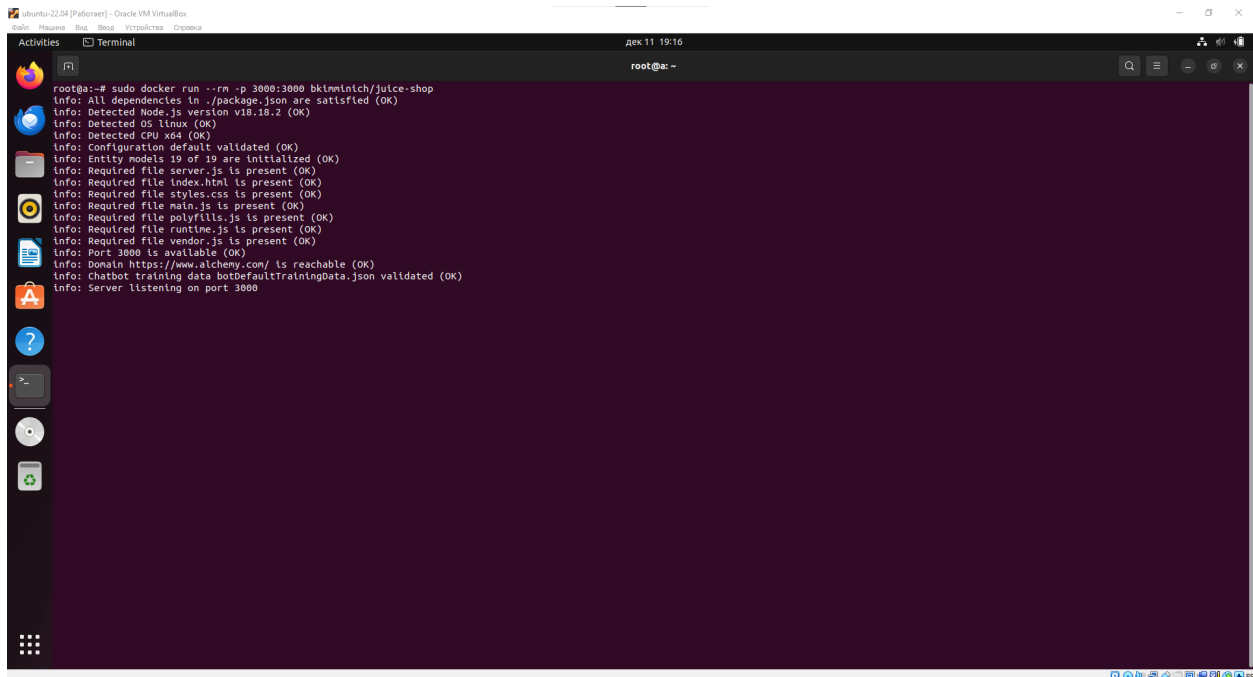 ubuntu-22.04 [Работает] - Oracle VM VirtualBox
Файл Машина Вид Ввод Устройства Справка
Activities Terminal дек 11 19:16
root@a: ~
root@a:~# sudo docker run --rm -p 3000:3000 bkimminich/juice-shop
info: All dependencies in ./package.json are satisfied (OK)
info: Detected Node.js version v18.18.2 (OK)
info: Detected OS linux (OK)
info: Detected CPU x64 (OK)
info: Configuration default validated (OK)
info: Entity models 19 of 19 are initialized (OK)
info: Required file server.js is present (OK)
info: Required file index.html is present (OK)
info: Required file styles.css is present (OK)
info: Required file main.js is present (OK)
info: Required file polyfills.js is present (OK)
info: Required file runtime.js is present (OK)
info: Required file vendor.js is present (OK)
info: Port 3000 is available (OK)
info: Domain https://www.alchemy.com/ is reachable (OK)
info: Chatbot training data botDefaultTrainingData.json validated (OK)
info: Server listening on port 3000